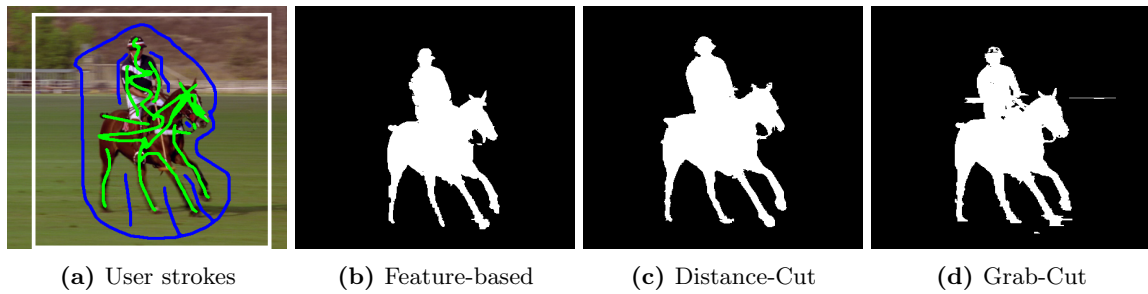 (a) User strokes
(b) Feature-based
(c) Distance-Cut
(d) Grab-Cut